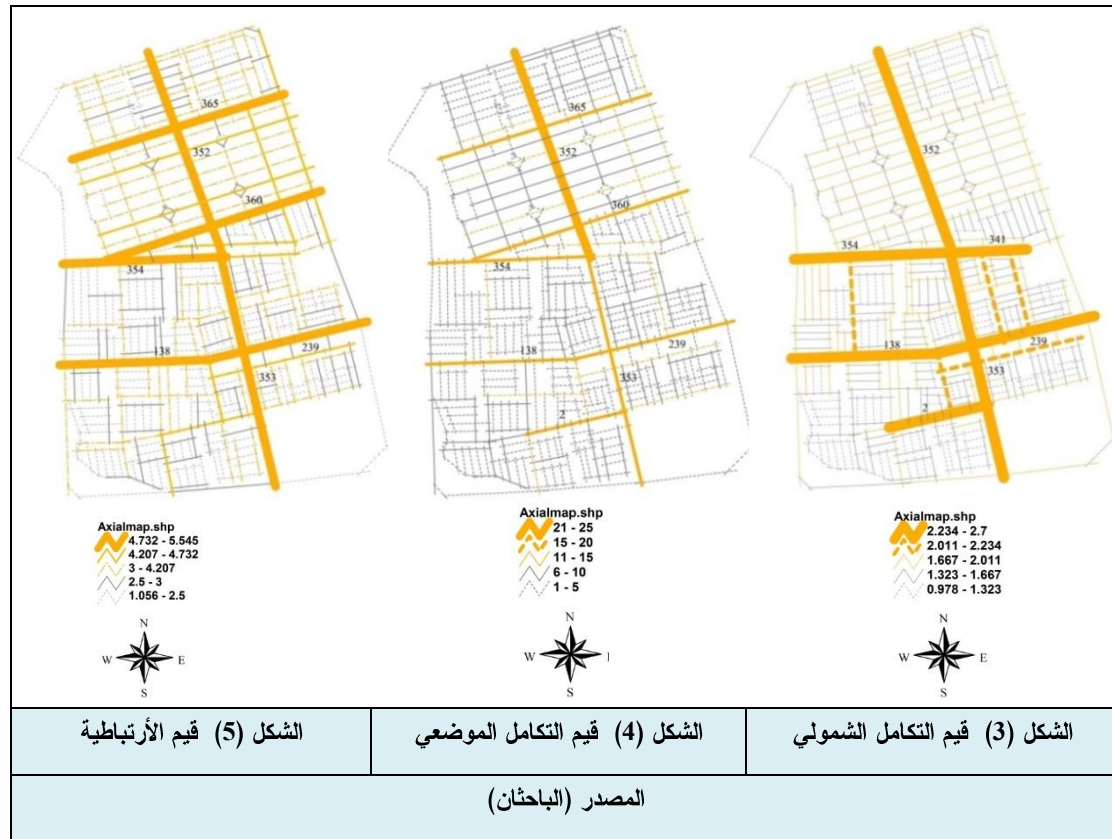 365
352
360
354
138
239
353
Axialmap.shp
4.732 - 5.545
4.207 - 4.732
3 - 4.207
2.5 - 3
1.056 - 2.5
N
W E
S
365
352
360
354
138
239
353
2
Axialmap.shp
21 - 25
15 - 20
11 - 15
6 - 10
1 - 5
N
W
S
352
354
341
138
239
353
2
Axialmap.shp
2.234 - 2.7
2.011 - 2.234
1.667 - 2.011
1.323 - 1.667
0.978 - 1.323
N
W E
S
الشكل (3) قيم التكامل الشمولي
الشكل (4) قيم التكامل الموضعي
الشكل (5) قيم الأرتباطية
المصدر (الباحثان)